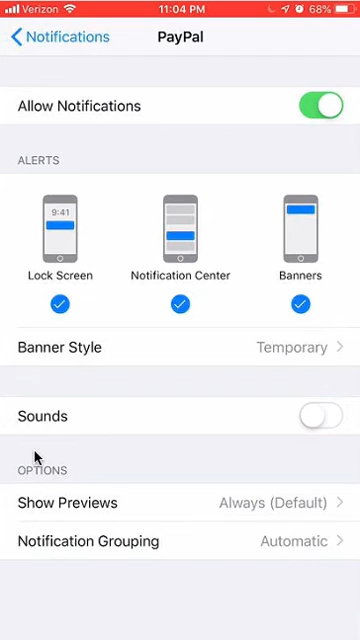 Verizon 11:04 PM 68%
Notifications PayPal
Allow Notifications
ALERTS
9:41
Lock Screen Notification Center Banners
Banner Style Temporary
Sounds
OPTIONS
Show Previews Always (Default)
Notification Grouping Automatic